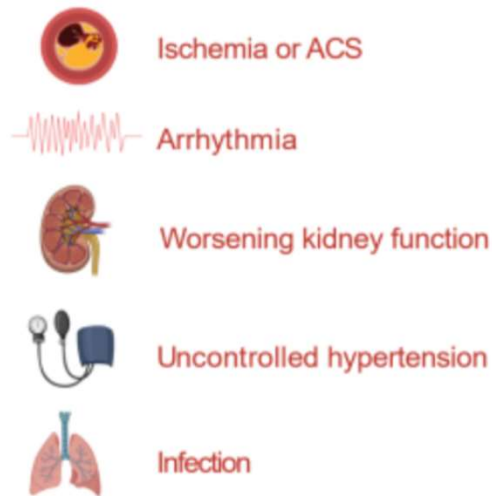 Ischemia or ACS
Arrhythmia
Worsening kidney function
Uncontrolled hypertension
Infection